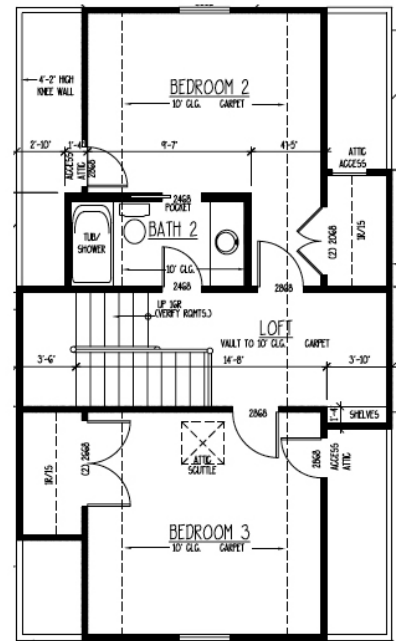 BEDROOM 2
10' CLG. CARPET
4'-2" HIGH
KNEE WALL
2'-10"
1'-4"
9'-7"
4'-5"
ATTIC
ACCESS
2868
ATTIC
ACCESS
2468
POCKET
BATH 2
TUB/
SHOWER
10' CLG.
2468
(2) 2068
1R/1S
2868
UP 16R
(VERIFY RQMTS.)
LOFT
VAULT TO 10' CLG. CARPET
3'-6"
14'-8"
3'-10"
1'-4"
SHELVES
2868
1R/1S
(2) 2668
ATTIC
SCUTTLE
2868
ATTIC
ACCESS
BEDROOM 3
10' CLG. CARPET